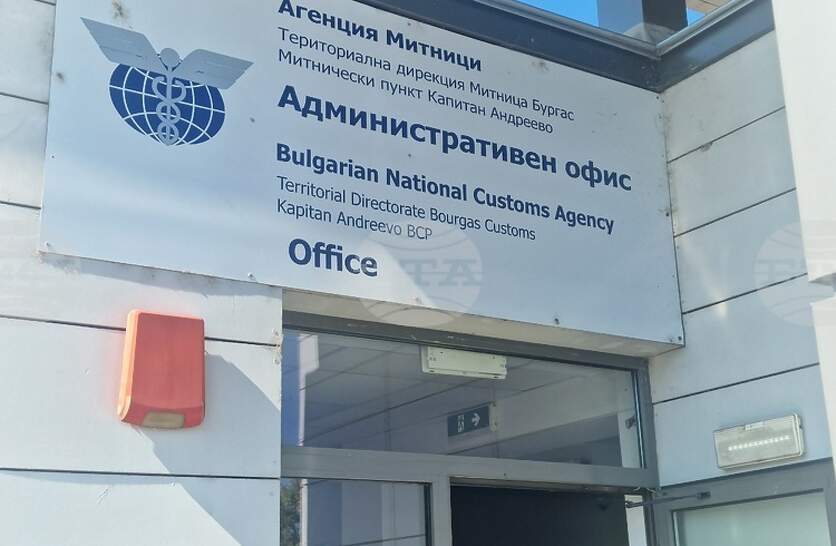 Агенция Митници
Териториална дирекция Митница Бургас
Митнически пункт Капитан Андреево
Административен офис
Bulgarian National Customs Agency
Territorial Directorate Bourgas Customs
Kapitan Andreevo BCP
Office
БТА